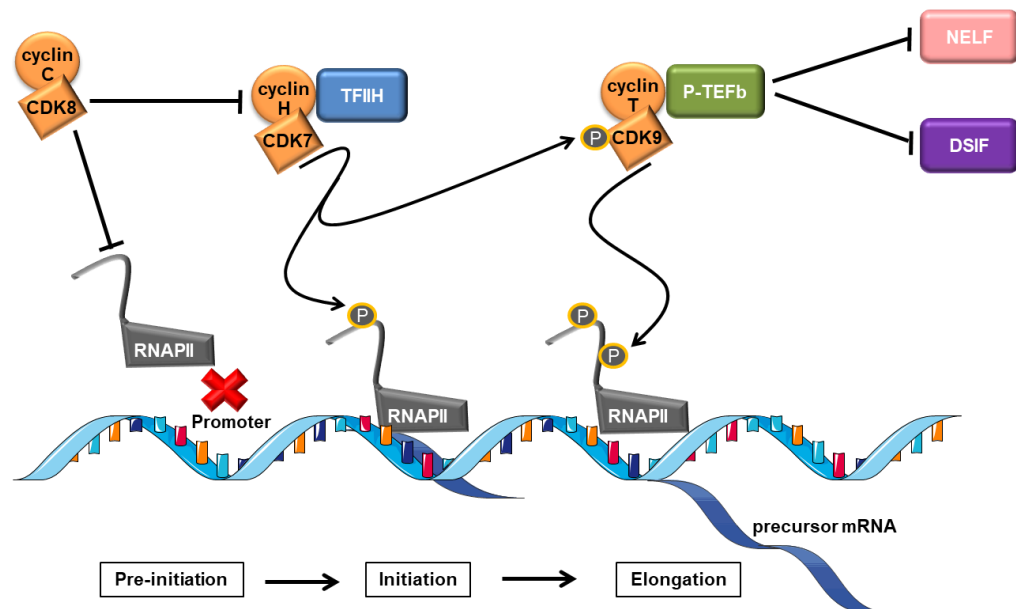 cyclin
C
CDK8
cyclin
H
CDK7
TFIIH
cyclin
T
P
CDK9
P-TEFb
NELF
DSIF
RNAPII
Promoter
P
RNAPII
P
P
RNAPII
precursor mRNA
Pre-initiation
Initiation
Elongation